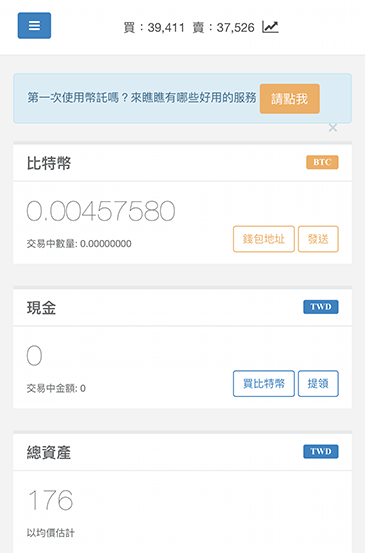 買：39,411 賣：37,526
第一次使用幣託嗎？來瞧瞧有哪些好用的服務 請點我
×
比特幣 BTC
0.00457580
交易中數量: 0.00000000 錢包地址 發送
現金 TWD
0
交易中金額: 0 買比特幣 提領
總資產 TWD
176
以均價估計